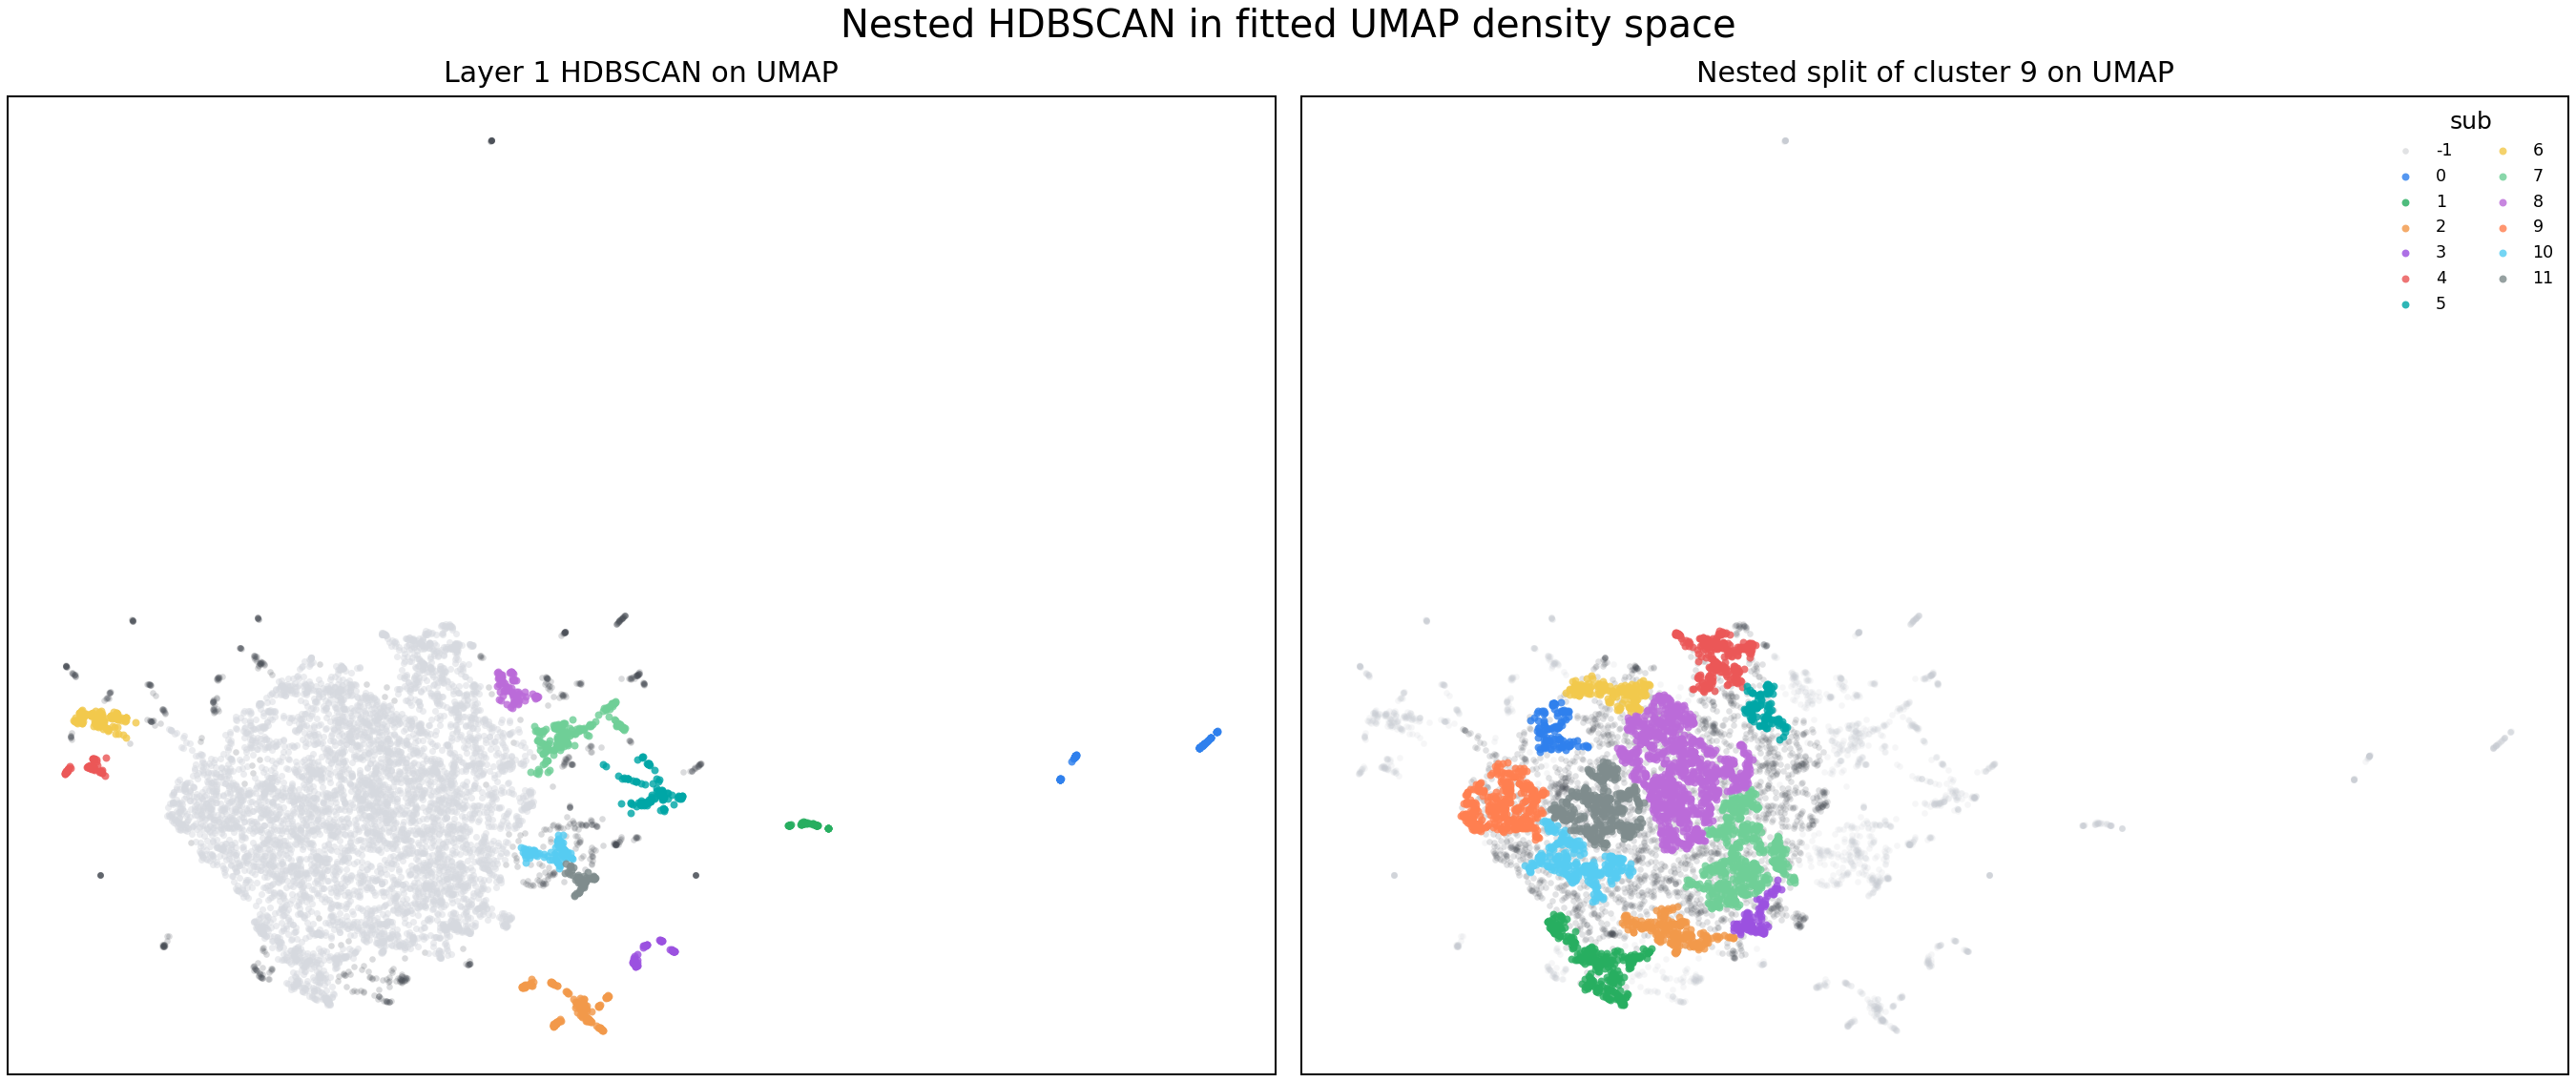 Nested HDBSCAN in fitted UMAP density space
Layer 1 HDBSCAN on UMAP
Nested split of cluster 9 on UMAP
sub
-1 6
0 7
1 8
2 9
3 10
4 11
5